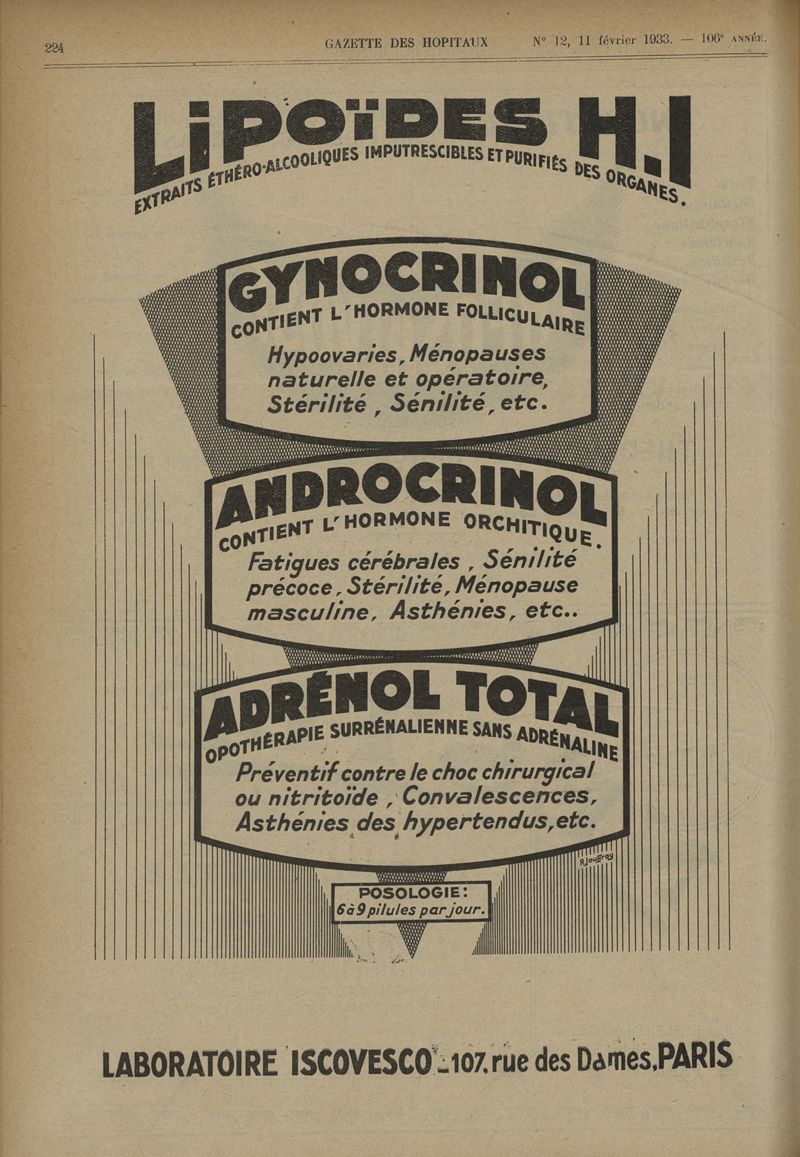 224
GAZETTE DES HOPITAUX
N° 12, 11 février 1933. — 106e ANNÉE.
LiPOÏDES H.I
EXTRAITS ÉTHÉRO-ALCOOLIQUES IMPUTRESCIBLES ET PURIFIÉS DES ORGANES.
GYNOCRINOL
CONTIENT L'HORMONE FOLLICULAIRE
Hypoovaries, Ménopauses
naturelle et opératoire,
Stérilité, Sénilité, etc.
ANDROCRINOL
CONTIENT L'HORMONE ORCHITIQUE.
Fatigues cérébrales, Sénilité
précoce, Stérilité, Ménopause
masculine, Asthénies, etc..
ADRÉNOL TOTAL
OPOTHÉRAPIE SURRÉNALIENNE SANS ADRÉNALINE
Préventif contre le choc chirurgical
ou nitritoïde, Convalescences,
Asthénies des hypertendus, etc.
POSOLOGIE:
6 à 9 pilules par jour.
LABORATOIRE ISCOVESCO - 107, rue des Dames, PARIS